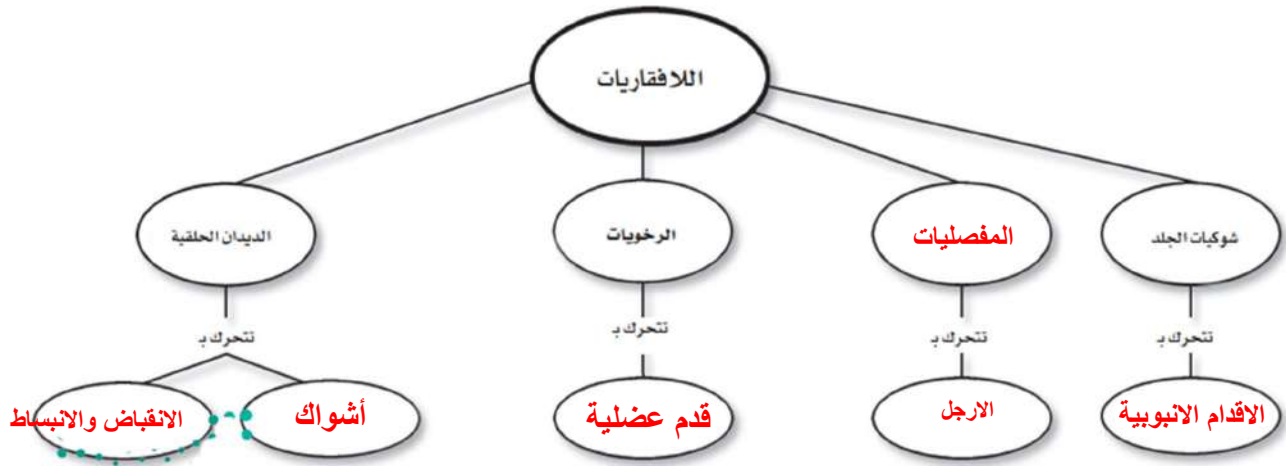 اللافقاريات
شوكيات الجلد
المفصليات
الرخويات
الديدان الحلقية
تتحرك بـ
تتحرك بـ
تتحرك بـ
تتحرك بـ
الاقدام الانبوبية
الارجل
قدم عضلية
أشواك
الانقباض والانبساط